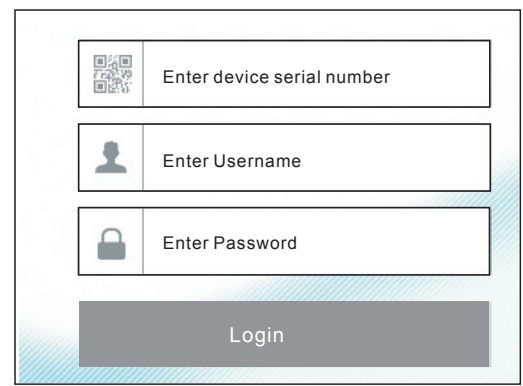 Enter device serial number
Enter Username
Enter Password
Login